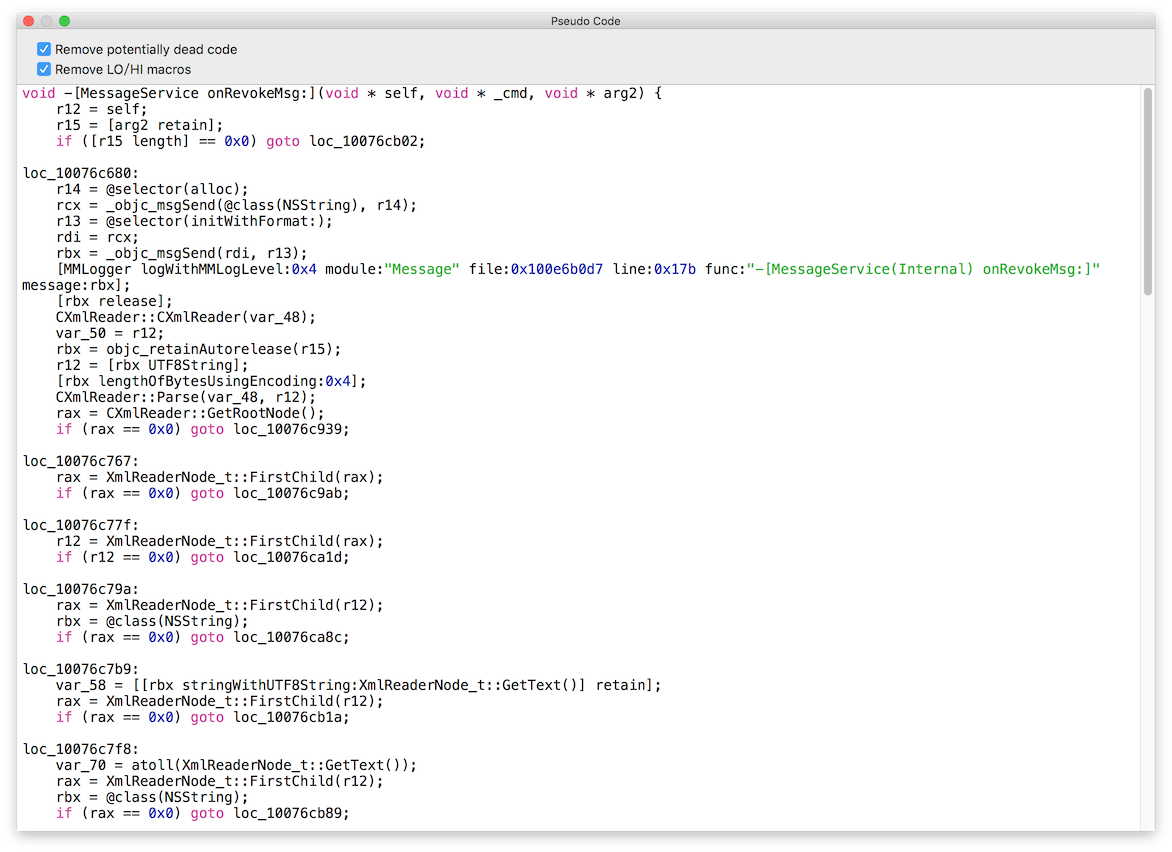 Pseudo Code
Remove potentially dead code
Remove LO/HI macros
void -[MessageService onRevokeMsg:](void * self, void * _cmd, void * arg2) {
    r12 = self;
    r15 = [arg2 retain];
    if ([r15 length] == 0x0) goto loc_10076cb02;

loc_10076c680:
    r14 = @selector(alloc);
    rcx = _objc_msgSend(@class(NSString), r14);
    r13 = @selector(initWithFormat:);
    rdi = rcx;
    rbx = _objc_msgSend(rdi, r13);
    [MMLogger logWithMMLogLevel:0x4 module:"Message" file:0x100e6b0d7 line:0x17b func:"-[MessageService(Internal) onRevokeMsg:]"
message:rbx];
    [rbx release];
    CXmlReader::CXmlReader(var_48);
    var_50 = r12;
    rbx = objc_retainAutorelease(r15);
    r12 = [rbx UTF8String];
    [rbx lengthOfBytesUsingEncoding:0x4];
    CXmlReader::Parse(var_48, r12);
    rax = CXmlReader::GetRootNode();
    if (rax == 0x0) goto loc_10076c939;

loc_10076c767:
    rax = XmlReaderNode_t::FirstChild(rax);
    if (rax == 0x0) goto loc_10076c9ab;

loc_10076c77f:
    r12 = XmlReaderNode_t::FirstChild(rax);
    if (r12 == 0x0) goto loc_10076ca1d;

loc_10076c79a:
    rax = XmlReaderNode_t::FirstChild(r12);
    rbx = @class(NSString);
    if (rax == 0x0) goto loc_10076ca8c;

loc_10076c7b9:
    var_58 = [[rbx stringWithUTF8String:XmlReaderNode_t::GetText()] retain];
    rax = XmlReaderNode_t::FirstChild(r12);
    if (rax == 0x0) goto loc_10076cb1a;

loc_10076c7f8:
    var_70 = atoll(XmlReaderNode_t::GetText());
    rax = XmlReaderNode_t::FirstChild(r12);
    rbx = @class(NSString);
    if (rax == 0x0) goto loc_10076cb89;